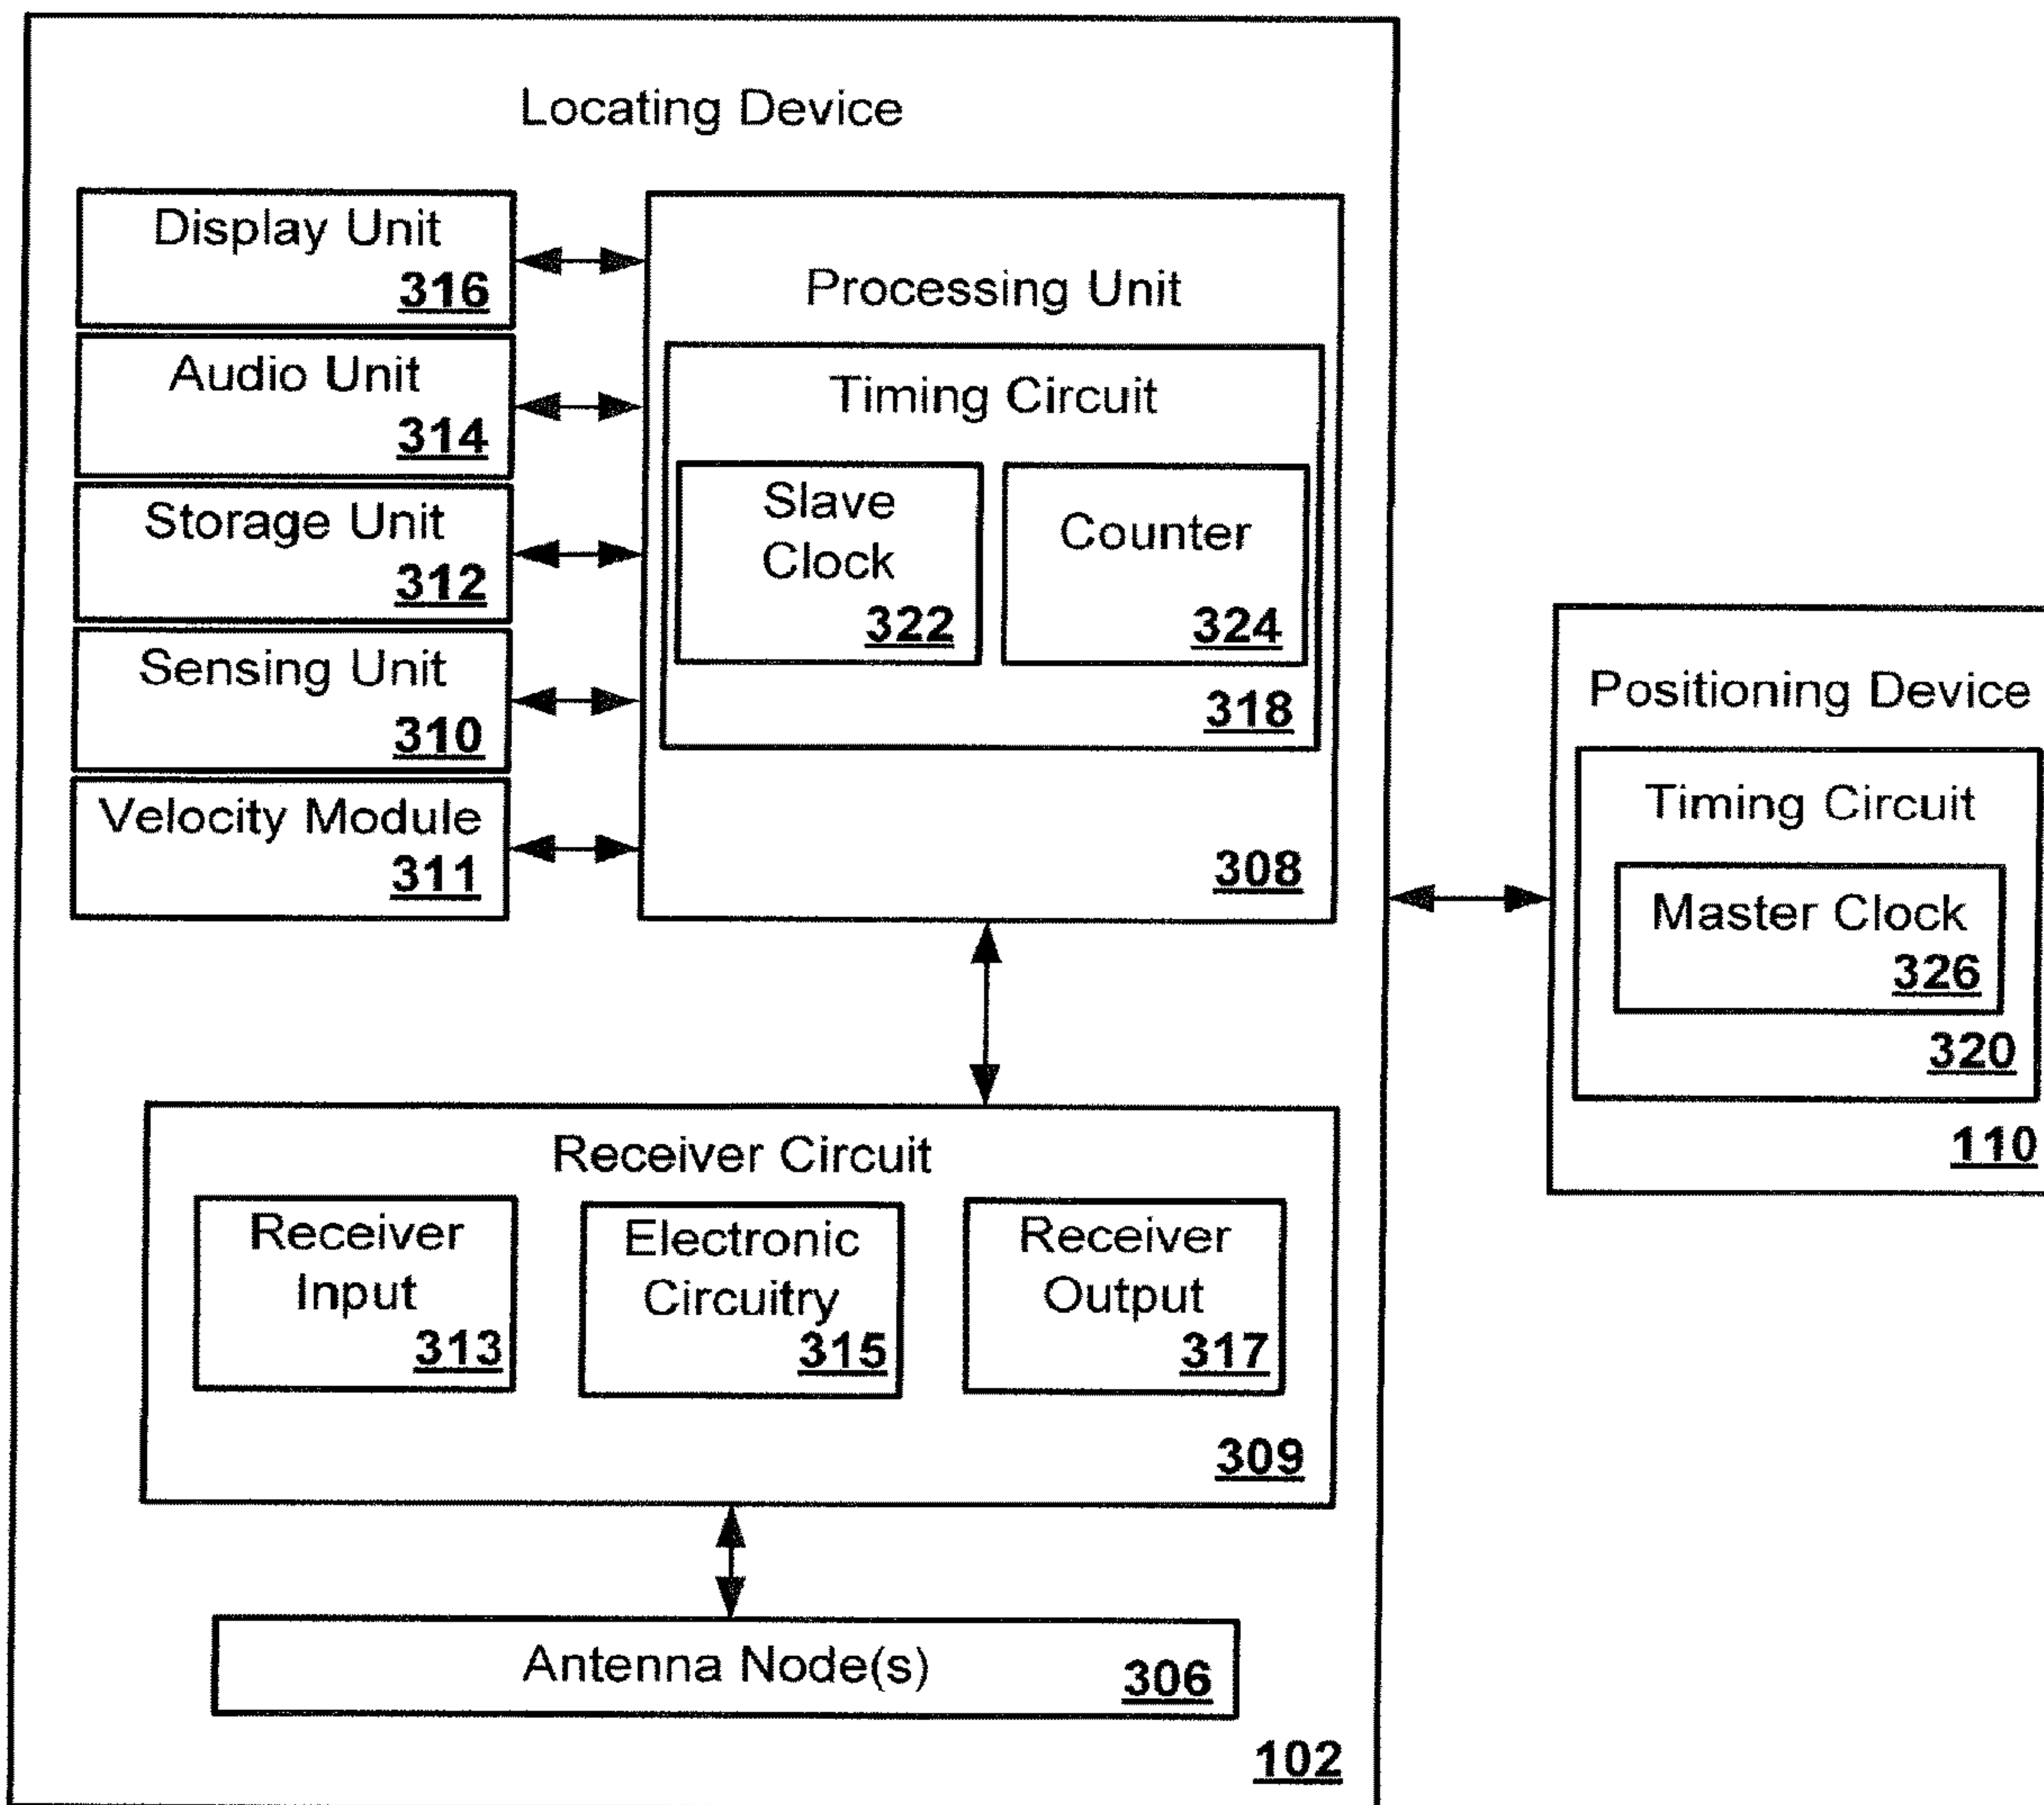 Locating Device
Display Unit
316
Audio Unit
314
Storage Unit
312
Sensing Unit
310
Velocity Module
311
Processing Unit
Timing Circuit
Slave
Clock
322
Counter
324
318
308
Receiver Circuit
Receiver
Input
313
Electronic
Circuitry
315
Receiver
Output
317
309
Antenna Node(s)
306
102
Positioning Device
Timing Circuit
Master Clock
326
320
110